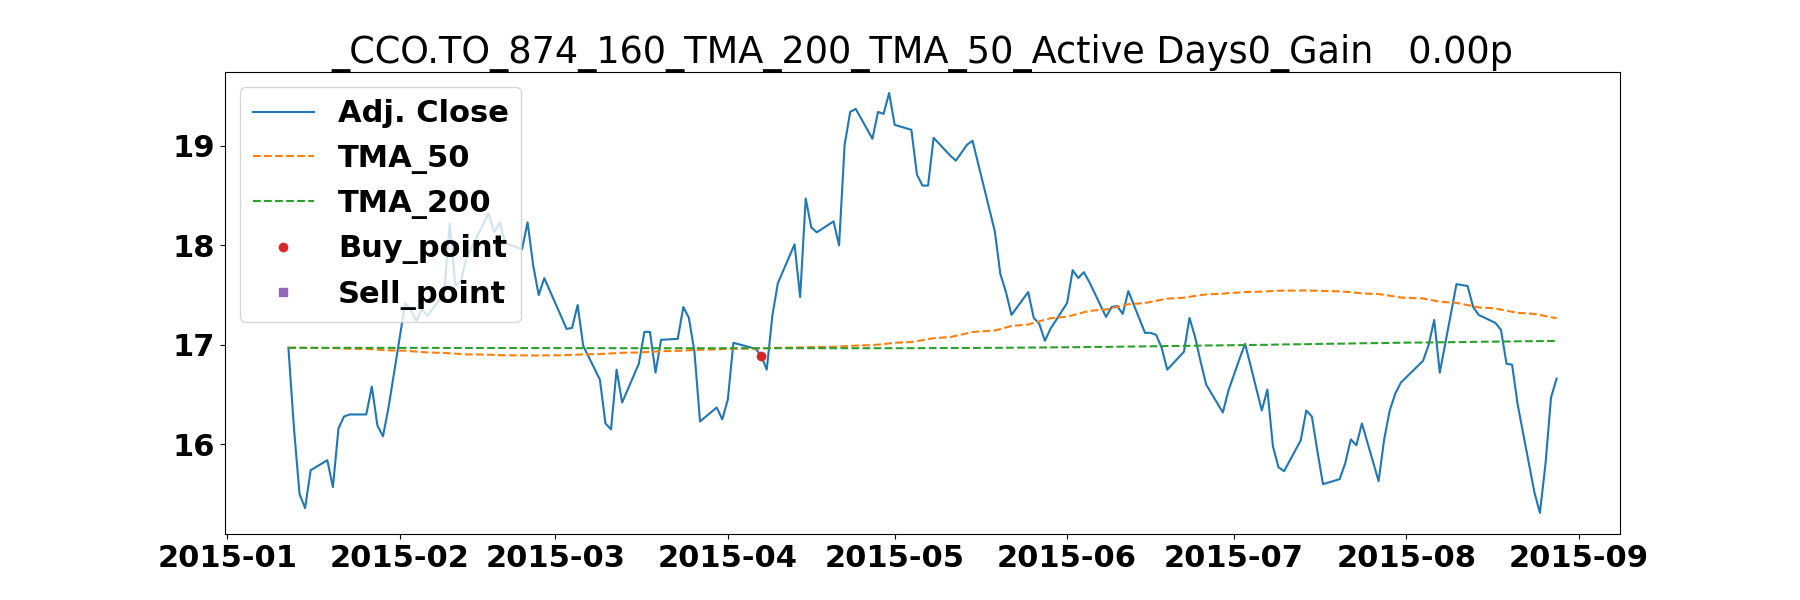 _CCO.TO_874_160_TMA_200_TMA_50_Active Days0_Gain   0.00p
Adj. Close
TMA_50
TMA_200
Buy_point
Sell_point
19
18
17
16
2015-01 2015-02 2015-03 2015-04 2015-05 2015-06 2015-07 2015-08 2015-09